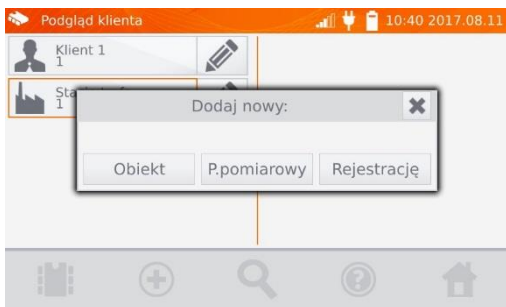 Podgląd klienta
10:40 2017.08.11
Klient 1
1
1
Dodaj nowy:
Obiekt
P.pomiarowy
Rejestrację